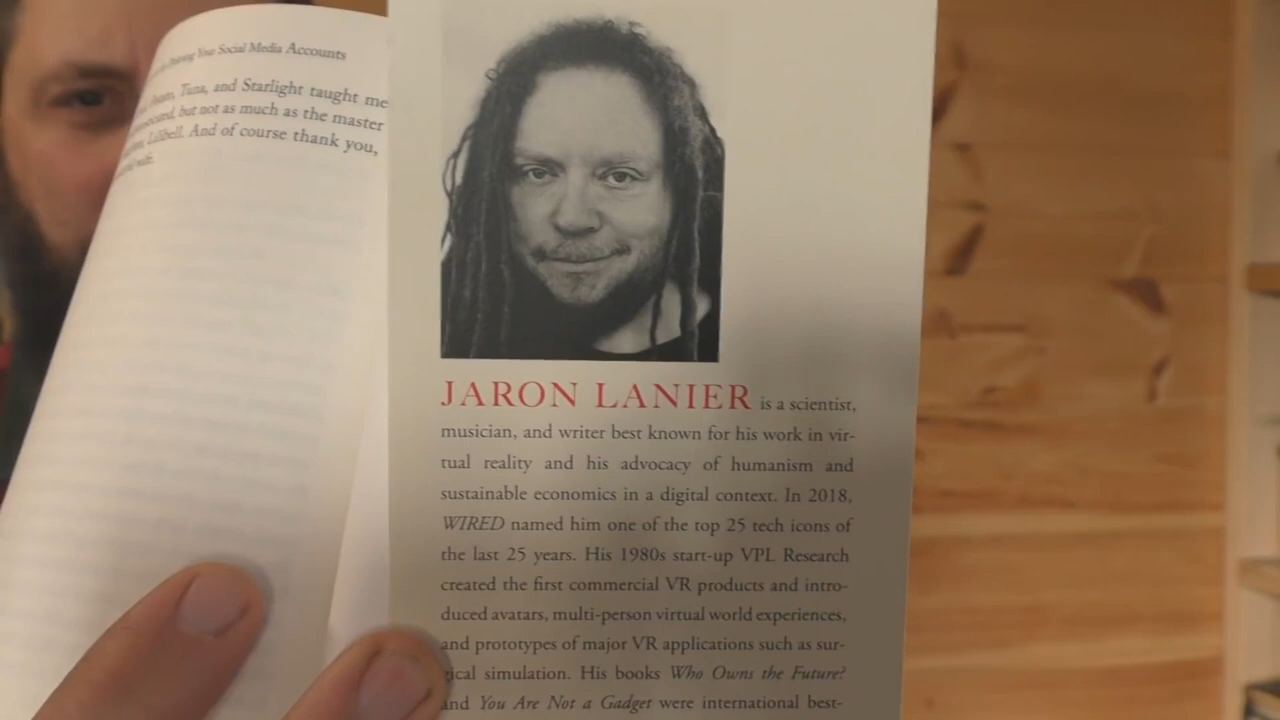 Your Social Media Accounts
Tuna, and Starlight taught me
but not as much as the master
Lilibell. And of course thank you,
wife.
JARON LANIER is a scientist,
musician, and writer best known for his work in vir-
tual reality and his advocacy of humanism and
sustainable economics in a digital context. In 2018,
WIRED named him one of the top 25 tech icons of
the last 25 years. His 1980s start-up VPL Research
created the first commercial VR products and intro-
duced avatars, multi-person virtual world experiences,
and prototypes of major VR applications such as sur-
gical simulation. His books Who Owns the Future?
and You Are Not a Gadget were international best-